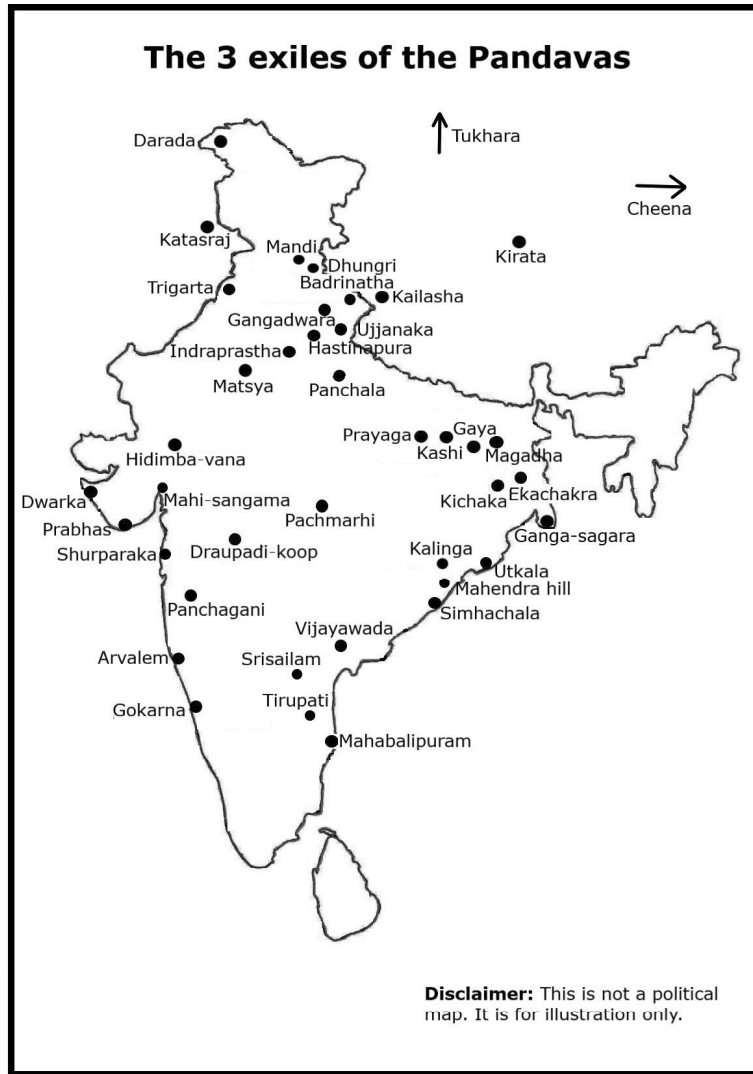 The 3 exiles of the Pandavas
Darada
Tukhara
Cheena
Katasraj
Kirata
Mandi
Dhungri
Badrinatha
Trigarta
Kailasha
Gangadwara
Ujjanaka
Hastinapura
Indraprastha
Matsya
Panchala
Prayaga
Gaya
Kashi
Magadha
Hidimba-vana
Ekachakra
Kichaka
Dwarka
Mahi-sangama
Pachmarhi
Prabhas
Ganga-sagara
Shurparaka
Draupadi-koop
Kalinga
Utkala
Mahendra hill
Panchagani
Simhachala
Vijayawada
Arvalem
Srisailam
Tirupati
Gokarna
Mahabalipuram
Disclaimer: This is not a political
map. It is for illustration only.